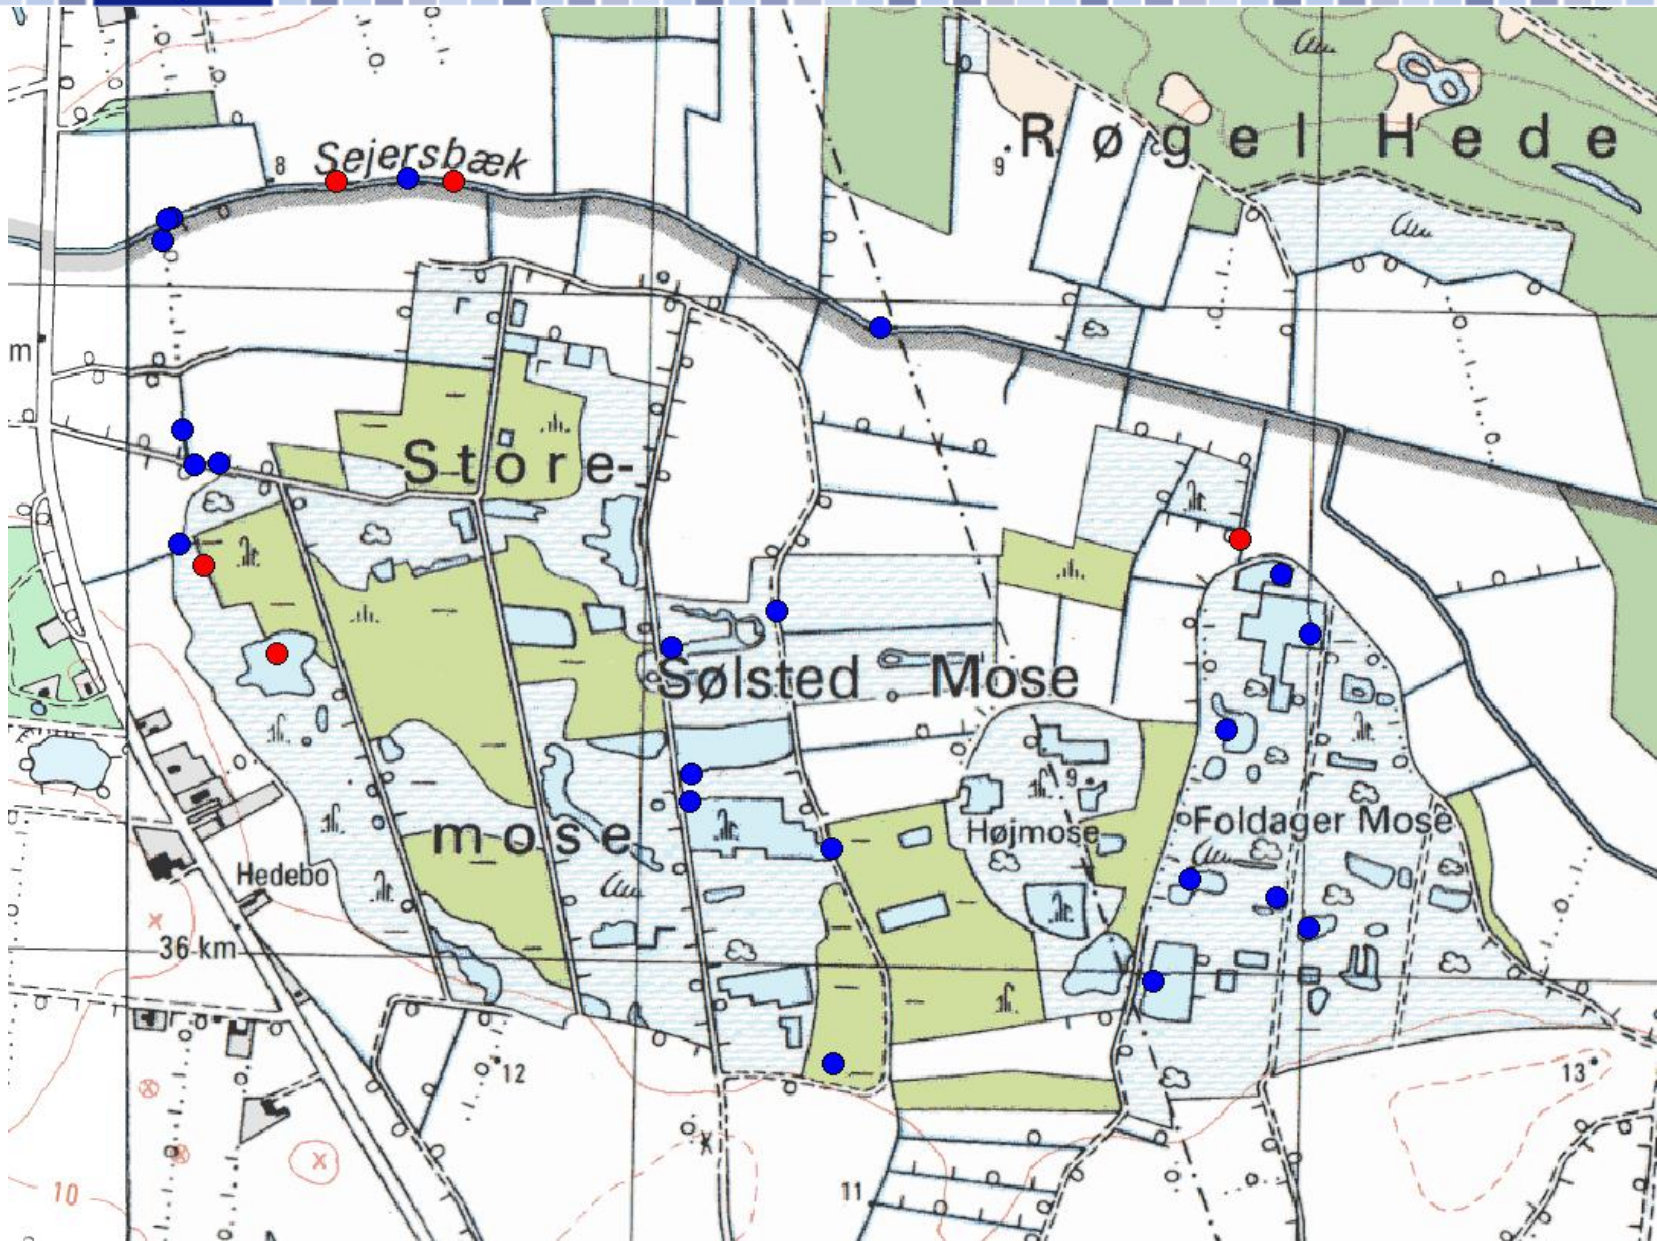 Røgel Hede
9
Sejersbæk
8
m
Store-
Sølsted Mose
9
mose
Højmose
Foldager Mose
Hedebo
36 km
12
13
10
11